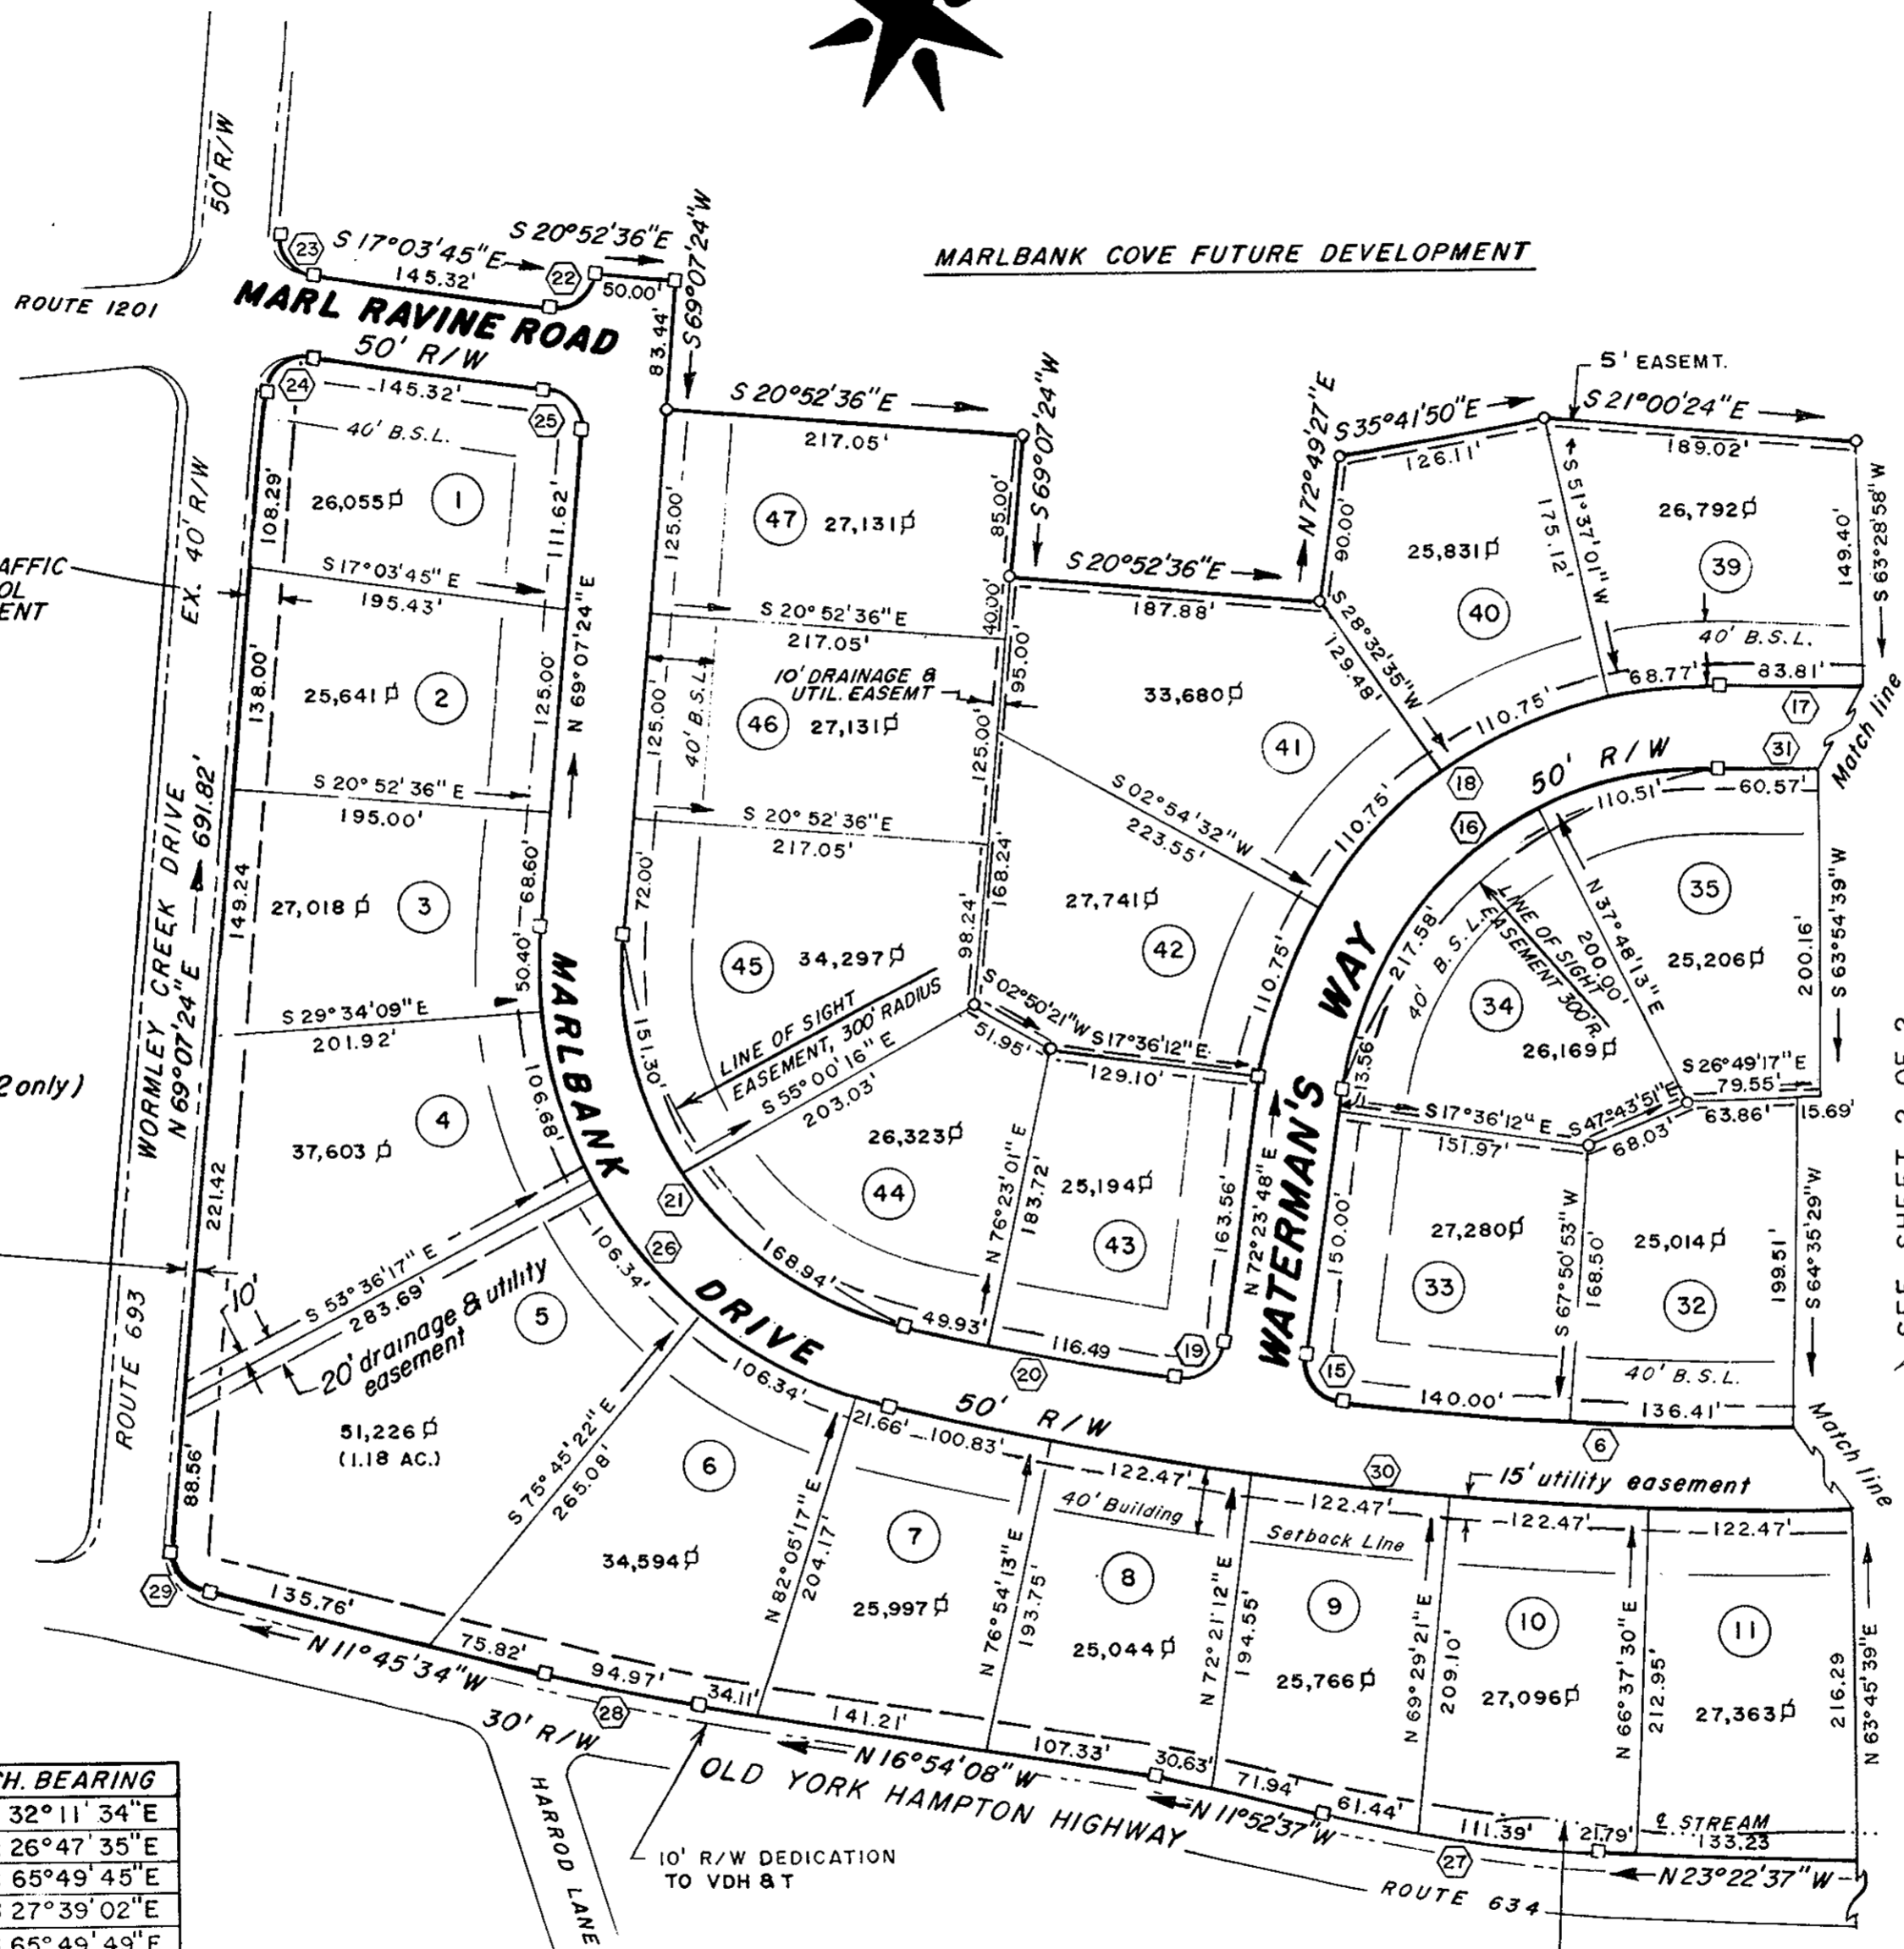 50' R/W
ROUTE 1201
23
S 17°03'45"E
145.32'
22
S 20°52'36"E
50.00'
S 69°07'24"W
83.44'
MARLBANK COVE FUTURE DEVELOPMENT
MARL RAVINE ROAD
50' R/W
24
145.32'
25
40' B.S.L.
S 20°52'36"E
217.05'
S 69°07'24"W
N 72°49'27"E
S 35°41'50"E
126.11'
5' EASEMT.
S 21°00'24"E
189.02'
S 63°28'58"W
149.40'
EX. 40' R/W
108.29'
26,055
1
111.62'
125.00'
47
27,131
85.00'
S 20°52'36"E
187.88'
90.00'
25,831
40
S 51°37'01"W
175.12'
26,792
39
40' B.S.L.
68.77'
83.81'
17
Match line
S 17°03'45"E
195.43'
N 69°07'24"E
S 20°52'36"E
217.05'
40.00'
95.00'
10' DRAINAGE &
UTIL. EASEMT
S 28°32'35"W
129.48'
138.00'
25,641
2
125.00'
125.00'
40' B.S.L.
46
27,131
125.00'
33,680
41
110.75'
18
50' R/W
31
60.57'
S 20°52'36"E
195.00'
S 20°52'36"E
217.05'
S 02°54'32"W
223.55'
110.75'
16
110.51'
WORMLEY CREEK DRIVE
N 69°07'24"E
691.82'
149.24
27,018
3
68.60'
50.40'
72.00'
45
34,297
98.24'
168.24'
27,741
42
110.75'
217.58'
40' B.S.L.
LINE OF SIGHT
EASEMENT 300'R.
N 37°48'13"E
200.00'
35
25,206
200.16'
S 63°54'39"W
34
26,169
S 29°34'09"E
201.92'
MARLBANK
DRIVE
151.30'
LINE OF SIGHT
EASEMENT, 300' RADIUS
S 55°00'16"E
203.03'
S 02°50'21"W
51.95'
S 17°36'12"E
129.10'
WATERMAN'S
WAY
13.56'
S 17°36'12"E
151.97'
S 47°43'51"E
68.03'
S 26°49'17"E
79.55'
63.86'
15.69'
2 only)
4
37,603
106.68'
221.42
26,323
44
N 76°23'01"E
183.72'
25,194
43
163.56'
N 72°23'48"E
150.00'
27,280
33
S 67°50'53"W
168.50'
25,014
32
199.51'
S 64°35'29"W
21
26
168.94'
49.93'
116.49
19
20
15
140.00'
136.41'
40' B.S.L.
6
Match line
10'
S 53°36'17"E
283.69'
20' drainage & utility
easement
5
106.34'
106.34'
21.66'
50' R/W
100.83'
122.47'
30
122.47'
15' utility easement
122.47'
122.47'
ROUTE 693
51,226
(1.18 AC.)
88.56'
S 75°45'22"E
265.08'
6
34,594
N 82°05'17"E
204.17'
7
25,997
N 76°54'13"E
193.75'
40' Building
Setback Line
8
25,044
N 72°21'12"E
194.55'
9
25,766
N 69°29'21"E
209.10'
10
27,096
N 66°37'30"E
212.95'
11
27,363
216.29
N 63°45'39"E
29
135.76'
N 11°45'34"W
75.82'
94.97'
28
34.11'
141.21'
N 16°54'08"W
107.33'
30.63'
71.94'
N 11°52'37"W
61.44'
111.39'
27
21.79'
℄ STREAM
133.23
N 23°22'37"W
30' R/W
HARROD LANE
OLD YORK HAMPTON HIGHWAY
ROUTE 634
10' R/W DEDICATION
TO VDH & T
CH. BEARING
32°11'34"E
26°47'35"E
65°49'45"E
27°39'02"E
65°49'49"E